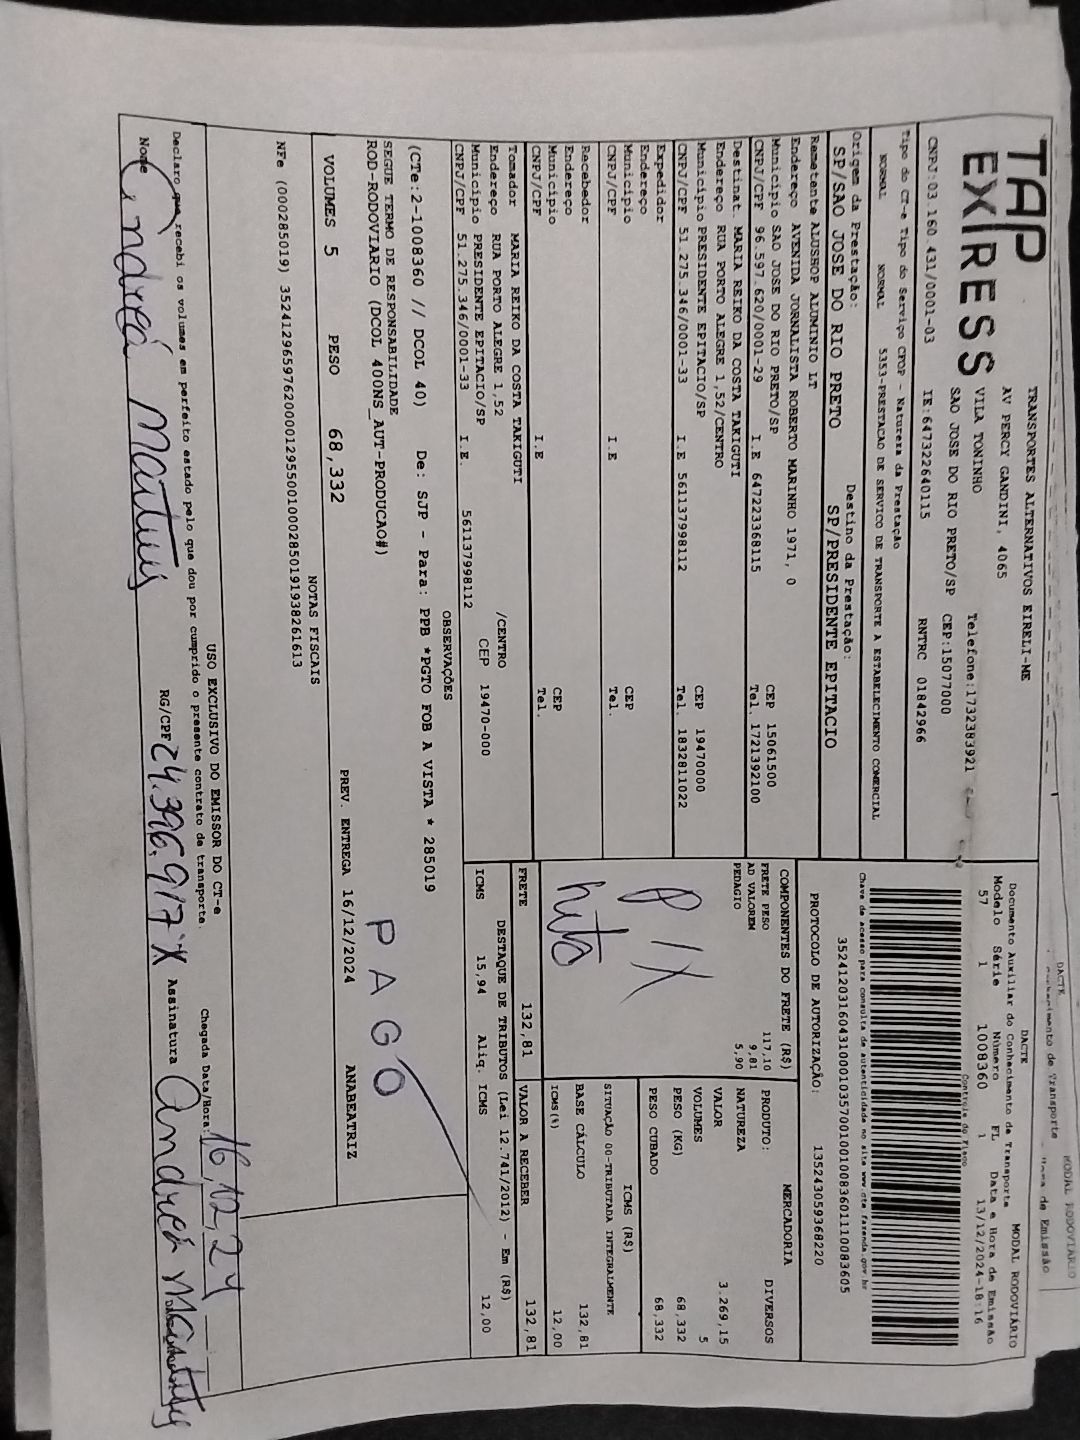 TAP
EXPRESS
TRANSPORTES ALTERNATIVOS EIRELI-ME
AV PERCY GANDINI, 4065
VILA TONINHO Telefone:1732383921
SAO JOSE DO RIO PRETO/SP CEP:15077000
CNPJ:03.160.431/0001-03 IE:647322640115 RNTRC 01842966
DACTE MODAL RODOVIÁRIO
Documento Auxiliar do Conhecimento de Transporte
Modelo Série Número FL Data e Hora de Emissão
57 1 1008360 1 13/12/2024-18:16
Controle do Fisco
Chave de acesso para consulta de autenticidade no site www.cte.fazenda.gov.br
35241203160431000103570010010083601110083605
PROTOCOLO DE AUTORIZAÇÃO: 135243059368220
Tipo do CT-e Tipo do Serviço CFOP - Natureza da Prestação
NORMAL NORMAL 5353-PRESTACAO DE SERVICO DE TRANSPORTE A ESTABELECIMENTO COMERCIAL
Origem da Prestação: Destino da Prestação:
SP/SAO JOSE DO RIO PRETO SP/PRESIDENTE EPITACIO
Remetente ALUSHOP ALUMINIO LT
Endereço AVENIDA JORNALISTA ROBERTO MARINHO 1971, 0
Município SAO JOSE DO RIO PRETO/SP CEP 15061500
CNPJ/CPF 96.597.620/0001-29 I.E 647223368115 Tel. 1721392100
Destinat. MARIA REIKO DA COSTA TAKIGUTI
Endereço RUA PORTO ALEGRE 1,52/CENTRO
Município PRESIDENTE EPITACIO/SP CEP 19470000
CNPJ/CPF 51.275.346/0001-33 I.E 561137998112 Tel. 1832811022
Expedidor
Endereço
Município CEP
CNPJ/CPF I.E Tel.
Recebedor
Endereço
Município CEP
CNPJ/CPF I.E Tel.
Tomador MARIA REIKO DA COSTA TAKIGUTI
Endereço RUA PORTO ALEGRE 1,52 /CENTRO
Município PRESIDENTE EPITACIO/SP CEP 19470-000
CNPJ/CPF 51.275.346/0001-33 I.E. 561137998112
COMPONENTES DO FRETE (R$)
FRETE PESO 117,10
AD VALOREM 9,81
PEDAGIO 5,90
PIX
MERCADORIA
PRODUTO: DIVERSOS
NATUREZA
VALOR 3.269,15
VOLUMES 5
PESO (KG) 68,332
PESO CUBADO 68,332
ICMS (R$)
SITUAÇÃO 00-TRIBUTADA INTEGRALMENTE
BASE CÁLCULO 132,81
ICMS(%) 12,00
FRETE 132,81 VALOR A RECEBER 132,81
DESTAQUE DE TRIBUTOS (Lei 12.741/2012) - Em (R$)
ICMS 15,94 Aliq. ICMS 12,00
OBSERVAÇÕES
(CTe:2-1008360 // DCOL 40) De: SJP - Para: PPB *PGTO FOB A VISTA * 285019
SEGUE TERMO DE RESPONSABILIDADE
ROD-RODOVIARIO (DCOL 400NS_AUT-PRODUCAO#)
PAGO
VOLUMES 5 PESO 68,332 PREV. ENTREGA 16/12/2024 ANABEATRIZ
NOTAS FISCAIS
NFe (000285019) 35241296597620000129550010002850191938261613
USO EXCLUSIVO DO EMISSOR DO CT-e
Declaro que recebi os volumes em perfeito estado pelo que dou por cumprido o presente contrato de transporte. Chegada Data/Hora: 16,12,24
Nome Andreá RG/CPF 24.396.917-X Assinatura Andreá